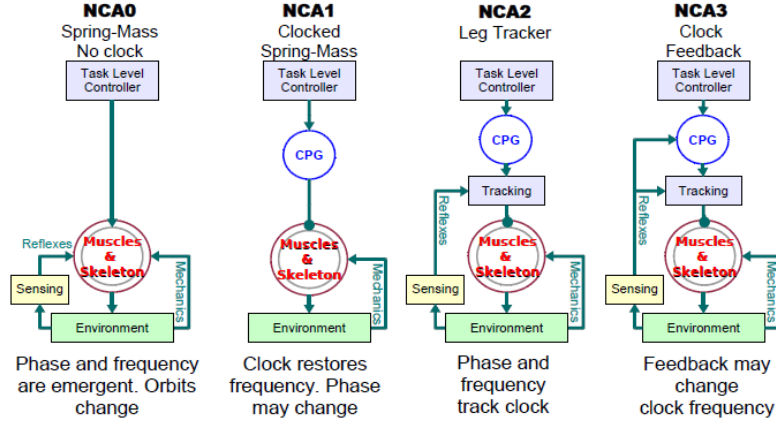 NCA0
Spring-Mass
No clock
Task Level
Controller
Reflexes
Muscles
&
Skeleton
Sensing
Mechanics
Environment
Phase and frequency
are emergent. Orbits
change
NCA1
Clocked
Spring-Mass
Task Level
Controller
CPG
Muscles
&
Skeleton
Mechanics
Environment
Clock restores
frequency. Phase
may change
NCA2
Leg Tracker
Task Level
Controller
CPG
Tracking
Reflexes
Muscles
&
Skeleton
Sensing
Mechanics
Environment
Phase and
frequency
track clock
NCA3
Clock
Feedback
Task Level
Controller
CPG
Tracking
Reflexes
Muscles
&
Skeleton
Sensing
Mechanics
Environment
Feedback may
change
clock frequency